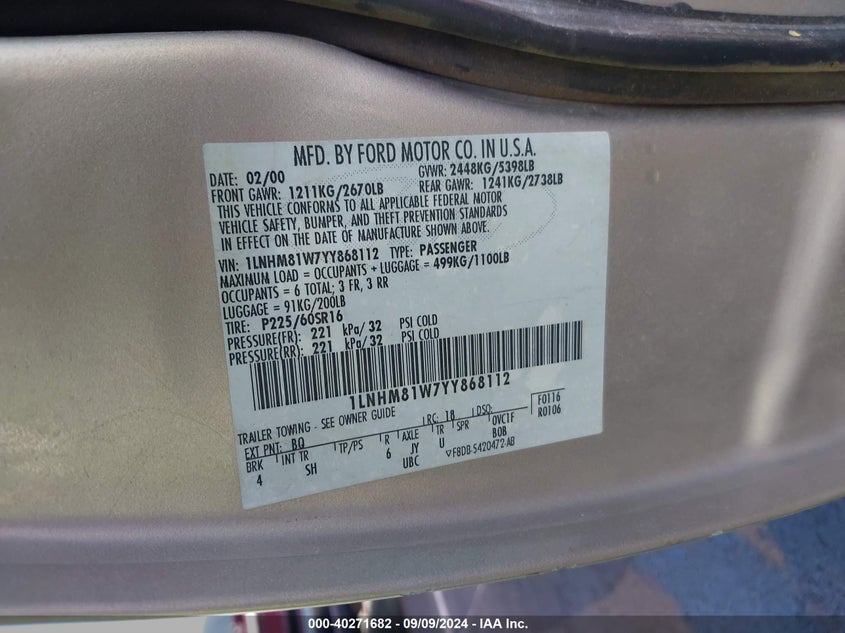 MFD. BY FORD MOTOR CO. IN U.S.A.
DATE: 02/00 GVWR: 2448KG/5398LB
FRONT GAWR: 1211KG/2670LB REAR GAWR: 1241KG/2738LB
THIS VEHICLE CONFORMS TO ALL APPLICABLE FEDERAL MOTOR
VEHICLE SAFETY, BUMPER, AND THEFT PREVENTION STANDARDS
IN EFFECT ON THE DATE OF MANUFACTURE SHOWN ABOVE.
VIN: 1LNHM81W7YY868112 TYPE: PASSENGER
MAXIMUM LOAD = OCCUPANTS + LUGGAGE = 499KG/1100LB
OCCUPANTS = 6 TOTAL; 3 FR, 3 RR
LUGGAGE = 91KG/200LB
TIRE: P225/60SR16
PRESSURE(FR): 221 kPa/ 32 PSI COLD
PRESSURE(RR): 221 kPa/ 32 PSI COLD
1LNHM81W7YY868112
TRAILER TOWING - SEE OWNER GUIDE RC: 18 DSO: F0116
EXT PNT: BQ R0106
BRK INT TR TP/PS R AXLE TR SPR OVC1F
4 SH 6 JY U BOB
UBC ▽F8DB-5420472-AB
000-40271682 - 09/09/2024 - IAA Inc.